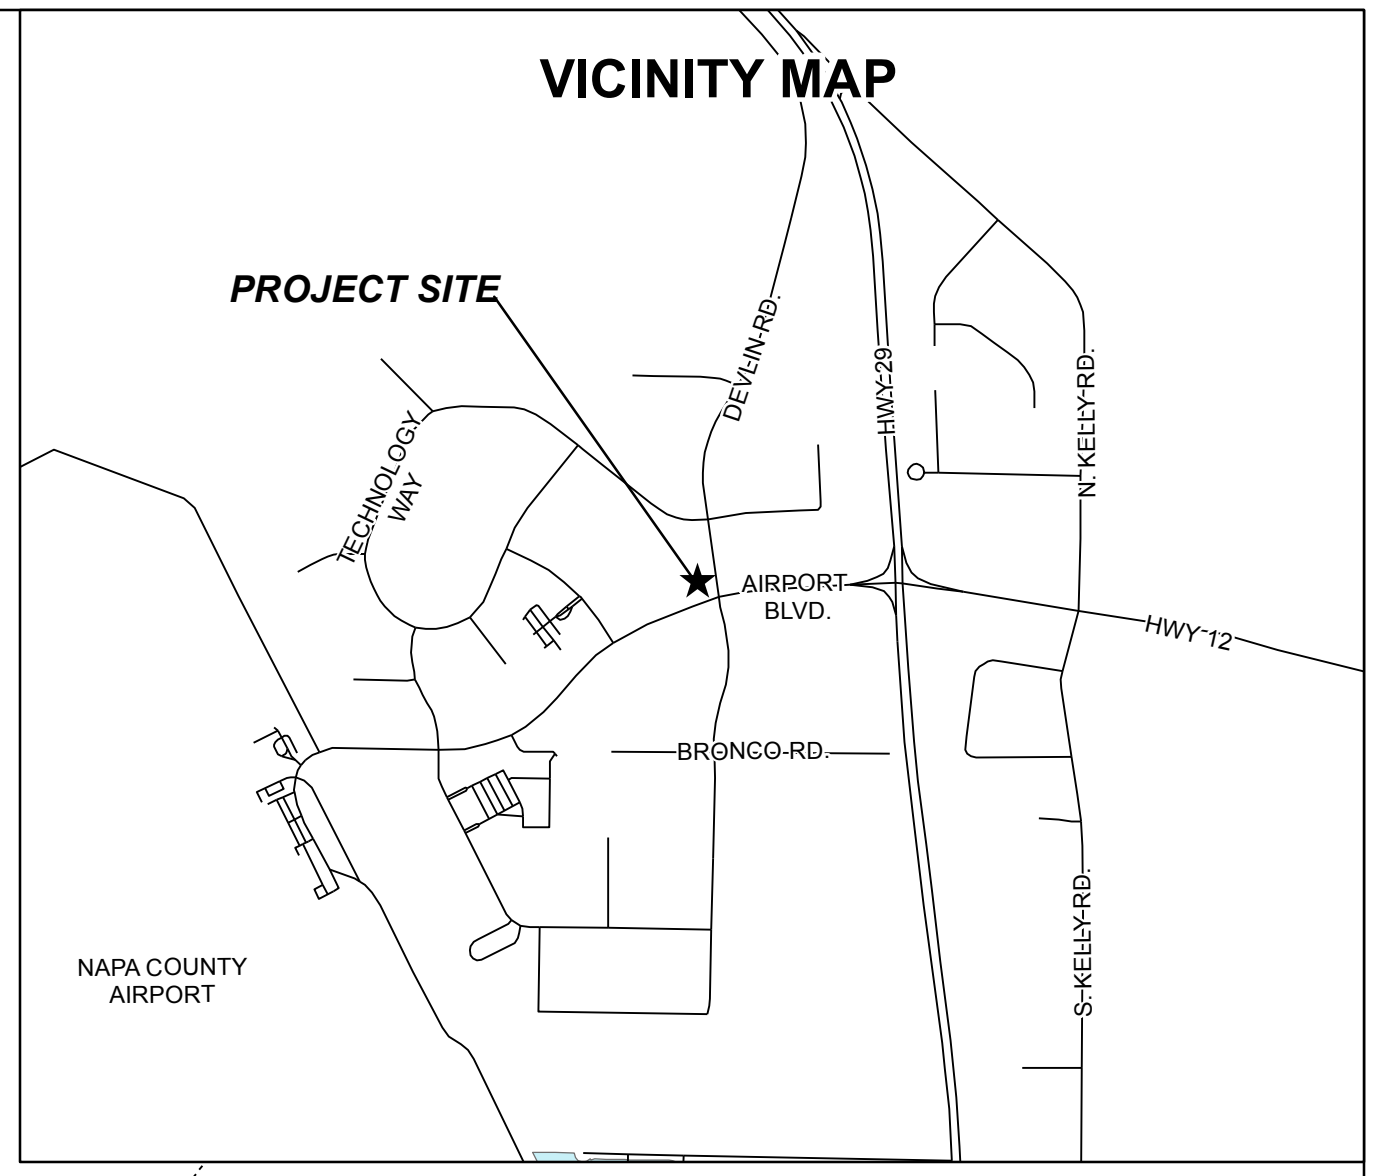 VICINITY MAP
PROJECT SITE
DEVLIN RD.
HWY 29
N. KELLY RD.
TECHNOLOGY
WAY
AIRPORT
BLVD.
HWY 12
BRONCO RD.
S. KELLY RD.
NAPA COUNTY
AIRPORT